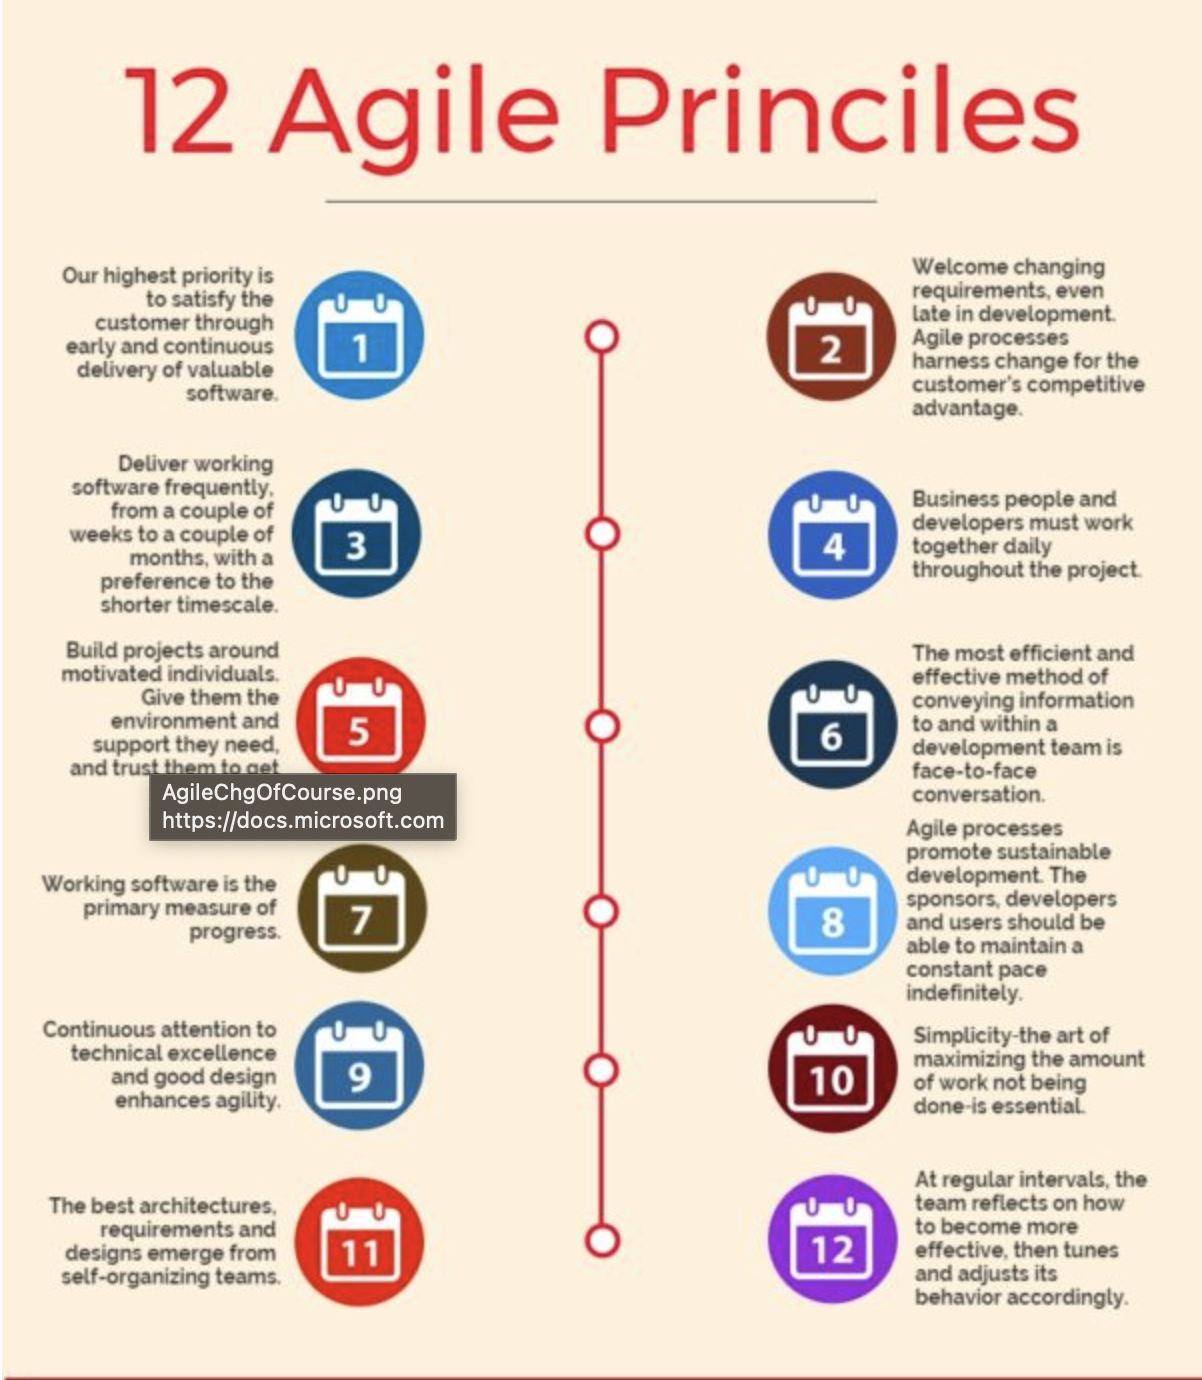 12 Agile Princiles
Our highest priority is
to satisfy the
customer through
early and continuous
delivery of valuable
software.
1
2
Welcome changing
requirements, even
late in development.
Agile processes
harness change for the
customer's competitive
advantage.
Deliver working
software frequently,
from a couple of
weeks to a couple of
months, with a
preference to the
shorter timescale.
3
4
Business people and
developers must work
together daily
throughout the project.
Build projects around
motivated individuals.
Give them the
environment and
support they need,
and trust them to get
5
AgileChgOfCourse.png
https://docs.microsoft.com
6
The most efficient and
effective method of
conveying information
to and within a
development team is
face-to-face
conversation.
Working software is the
primary measure of
progress.
7
8
Agile processes
promote sustainable
development. The
sponsors, developers
and users should be
able to maintain a
constant pace
indefinitely.
Continuous attention to
technical excellence
and good design
enhances agility.
9
10
Simplicity-the art of
maximizing the amount
of work not being
done-is essential.
The best architectures,
requirements and
designs emerge from
self-organizing teams.
11
12
At regular intervals, the
team reflects on how
to become more
effective, then tunes
and adjusts its
behavior accordingly.